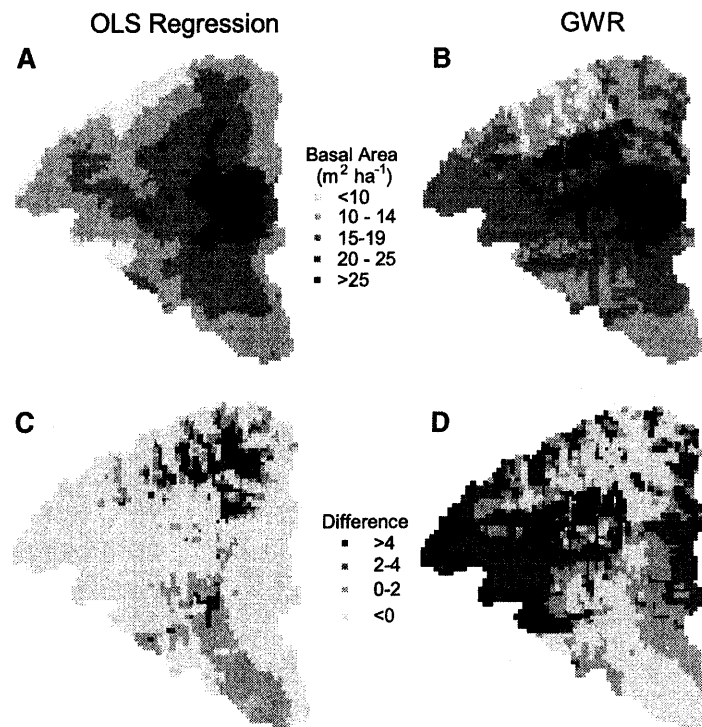 OLS Regression
GWR
A
B
Basal Area
(m² ha⁻¹)
<10
10 - 14
15-19
20 - 25
>25
C
D
Difference
>4
2-4
0-2
<0